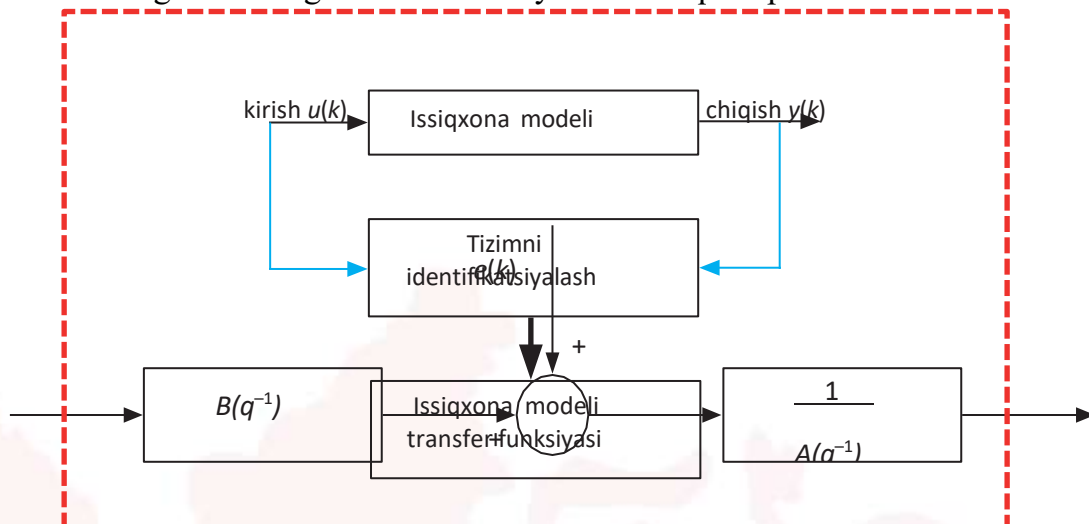 kirish u(k)
Issiqxona modeli
chiqish y(k)
Tizimni
e(k)
identifikatsiyalash
+
B(q⁻¹)
Issiqxona modeli
+
transfer funksiyasi
1
A(q⁻¹)